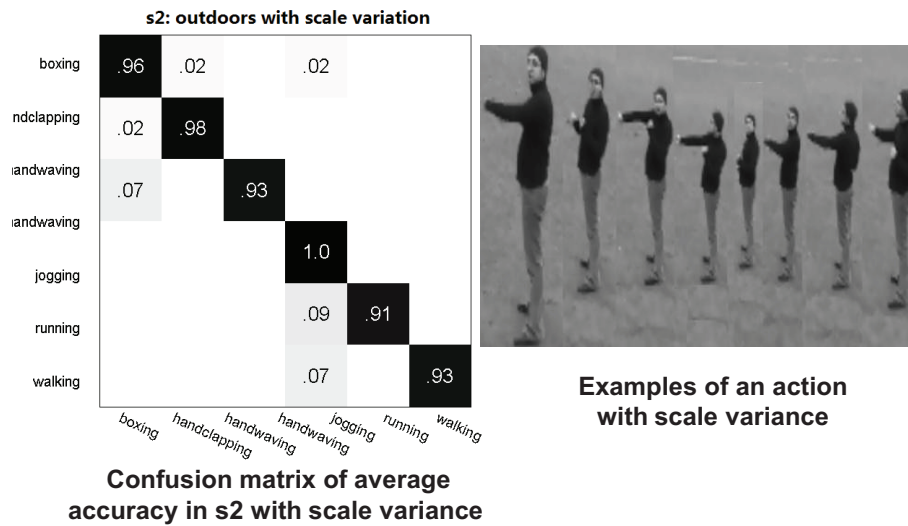 s2: outdoors with scale variation
boxing
.96 .02 .02
ndclapping
.02 .98
andwaving
.07 .93
andwaving
1.0
jogging
.09 .91
running
.07 .93
walking
boxing handclapping handwaving handwaving jogging running walking
Confusion matrix of average
accuracy in s2 with scale variance
Examples of an action
with scale variance